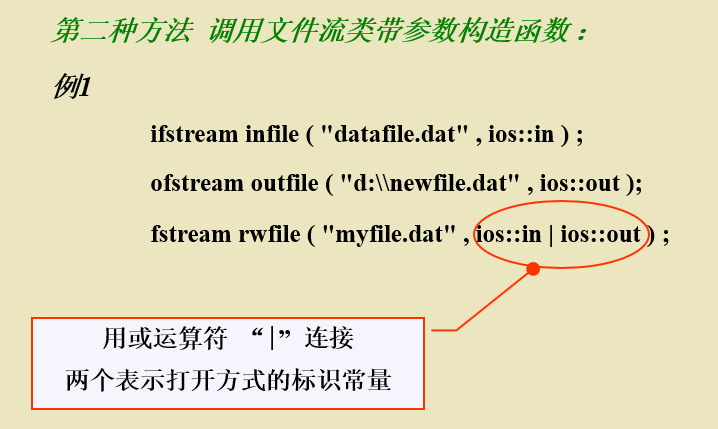 第二种方法 调用文件流类带参数构造函数 ：
例1
ifstream infile ( "datafile.dat" , ios::in ) ;
ofstream outfile ( "d:\\newfile.dat" , ios::out );
fstream rwfile ( "myfile.dat" , ios::in | ios::out ) ;
用或运算符 “|” 连接
两个表示打开方式的标识常量